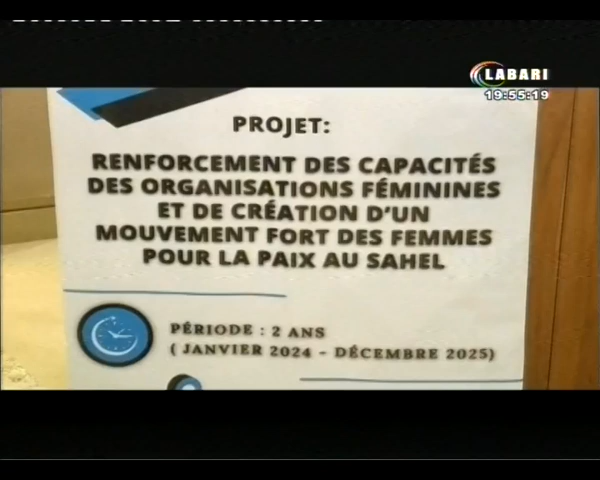 LABARI
19:55:19
PROJET:
RENFORCEMENT DES CAPACITÉS
DES ORGANISATIONS FÉMININES
ET DE CRÉATION D'UN
MOUVEMENT FORT DES FEMMES
POUR LA PAIX AU SAHEL
PÉRIODE : 2 ANS
( JANVIER 2024 - DÉCEMBRE 2025)